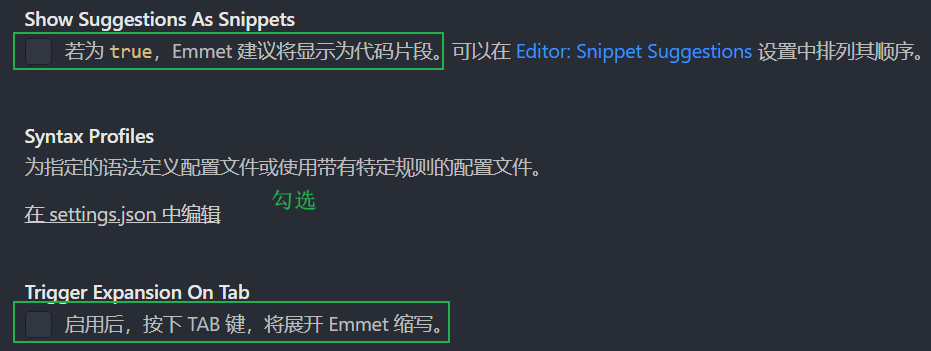 Show Suggestions As Snippets
若为 true，Emmet 建议将显示为代码片段。可以在 Editor: Snippet Suggestions 设置中排列其顺序。
Syntax Profiles
为指定的语法定义配置文件或使用带有特定规则的配置文件。
勾选
在 settings.json 中编辑
Trigger Expansion On Tab
启用后，按下 TAB 键，将展开 Emmet 缩写。